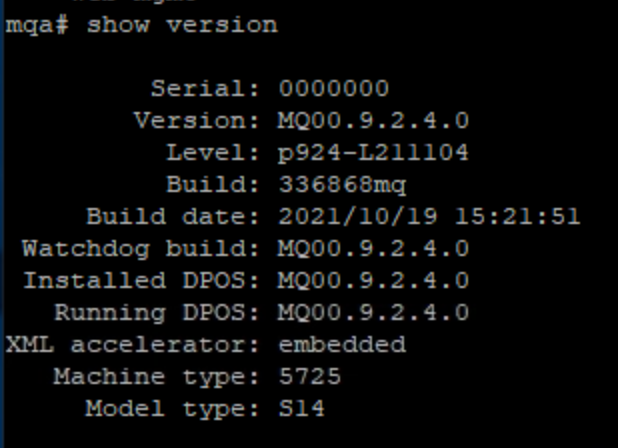 mqa# show version
Serial: 0000000
Version: MQ00.9.2.4.0
Level: p924-L211104
Build: 336868mq
Build date: 2021/10/19 15:21:51
Watchdog build: MQ00.9.2.4.0
Installed DPOS: MQ00.9.2.4.0
Running DPOS: MQ00.9.2.4.0
XML accelerator: embedded
Machine type: 5725
Model type: S14